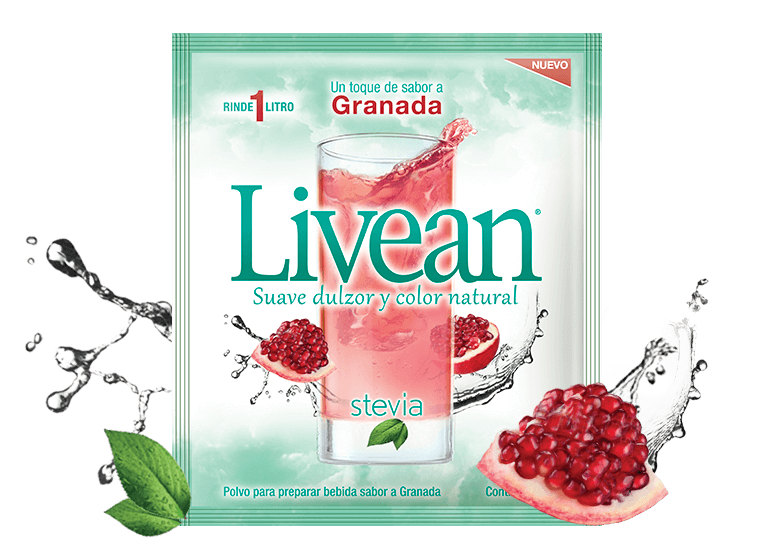 NUEVO
Un toque de sabor a
Granada
RINDE 1 LITRO
Livean®
Suave dulzor y color natural
stevia
Polvo para preparar bebida sabor a Granada